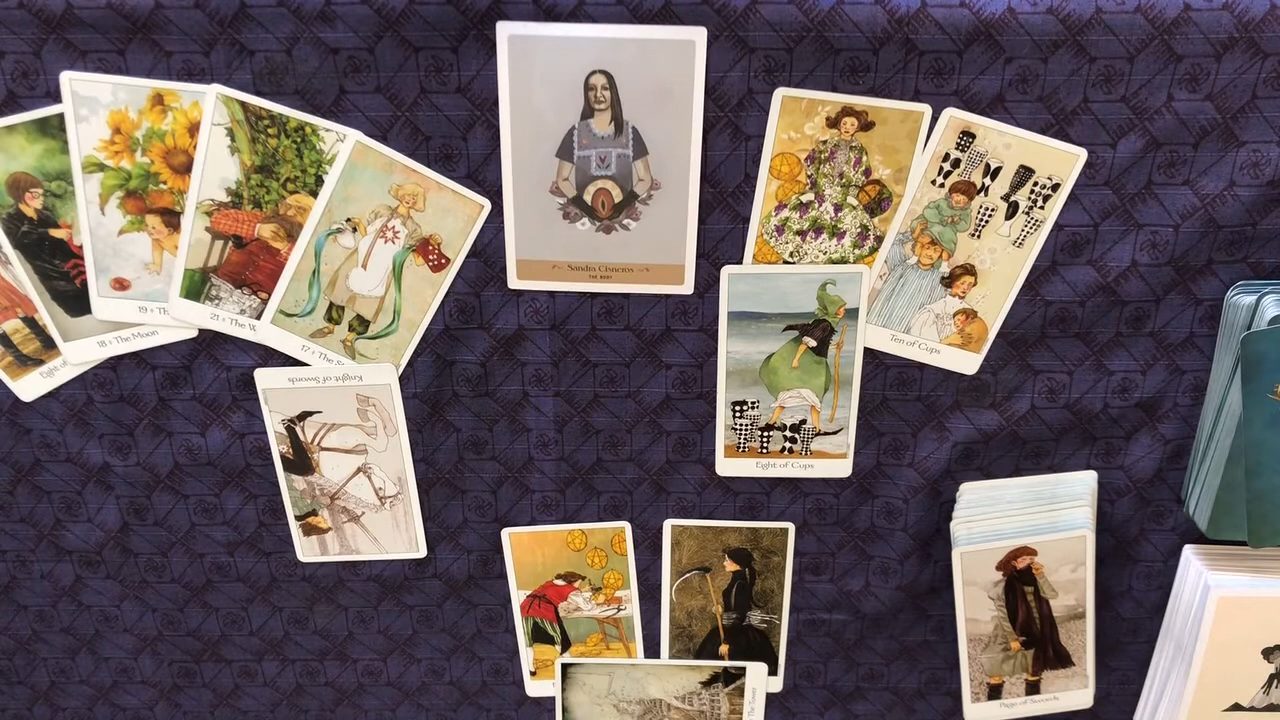 Sandra Cisneros
THE BODY
19 •
18 • The Moon
21 • The
17 •
Eight of
Knight of Swords
Ten of Cups
Eight of Cups
The Tower
Page of Swords